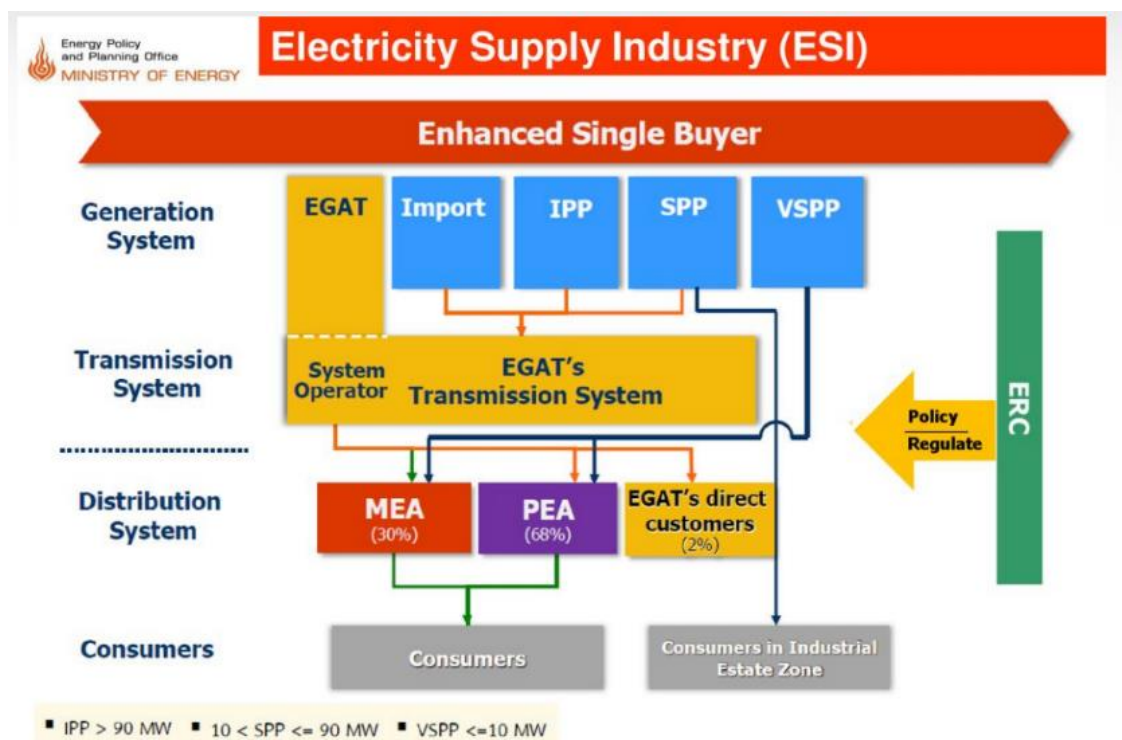 Energy Policy
and Planning Office
MINISTRY OF ENERGY
Electricity Supply Industry (ESI)
Enhanced Single Buyer
Generation
System
EGAT
Import
IPP
SPP
VSPP
Transmission
System
System
Operator
EGAT's
Transmission System
ERC
Policy
Regulate
Distribution
System
MEA
(30%)
PEA
(68%)
EGAT's direct
customers
(2%)
Consumers
Consumers
Consumers in Industrial
Estate Zone
▪ IPP > 90 MW ▪ 10 < SPP <= 90 MW ▪ VSPP <=10 MW